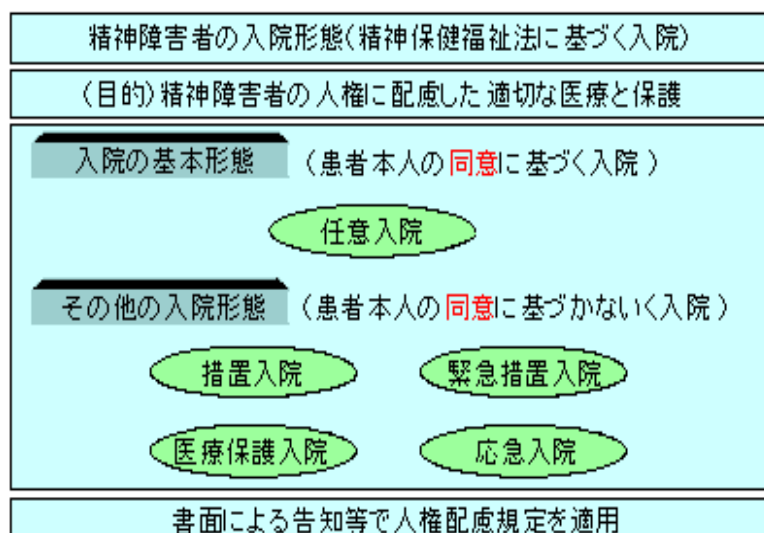 精神障害者の入院形態(精神保健福祉法に基づく入院)
(目的)精神障害者の人権に配慮した適切な医療と保護
入院の基本形態 (患者本人の同意に基づく入院)
任意入院
その他の入院形態 (患者本人の同意に基づかないく入院)
措置入院 緊急措置入院
医療保護入院 応急入院
書面による告知等で人権配慮規定を適用